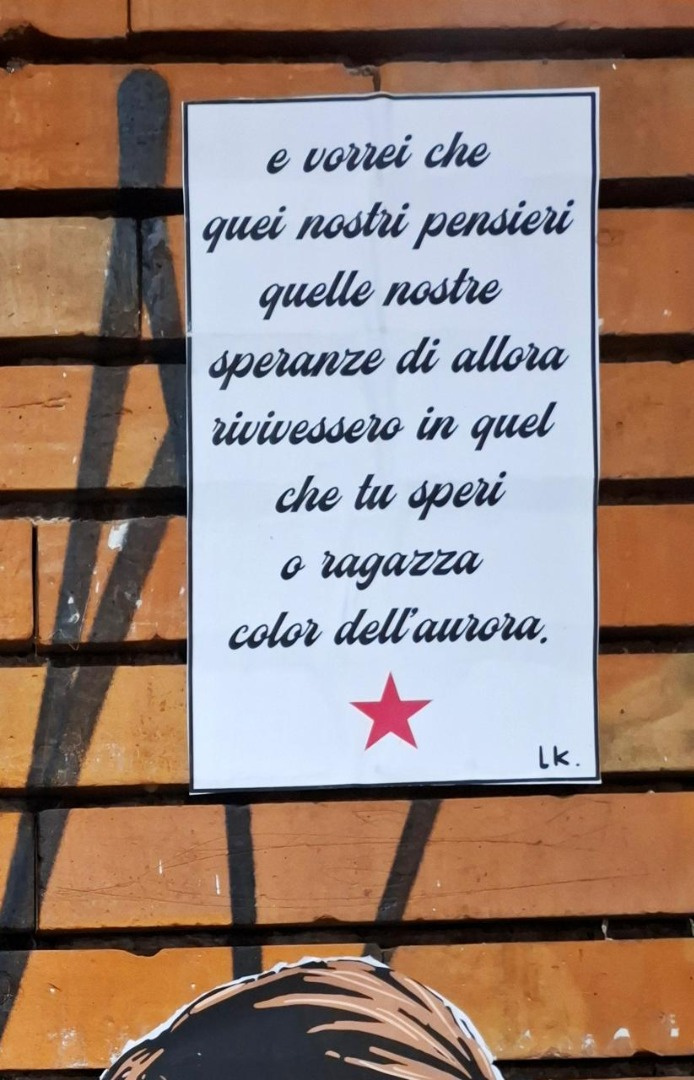 e vorrei che
quei nostri pensieri
quelle nostre
speranze di allora
rivivessero in quel
che tu speri
o ragazza
color dell'aurora.
LK.